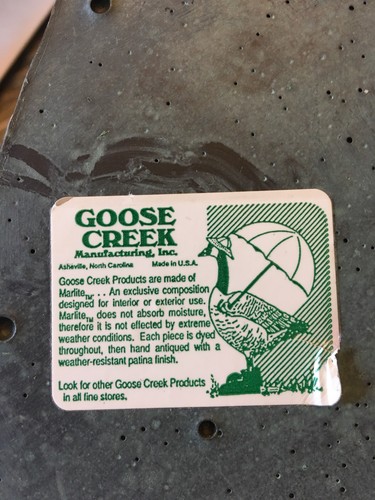 GOOSE
CREEK
Manufacturing, Inc.
Asheville, North Carolina Made in U.S.A.
Goose Creek Products are made of
Marlite™. . . An exclusive composition
designed for interior or exterior use.
Marlite™ does not absorb moisture,
therefore it is not effected by extreme
weather conditions. Each piece is dyed
throughout, then hand antiqued with a
weather-resistant patina finish.
Look for other Goose Creek Products
in all fine stores.